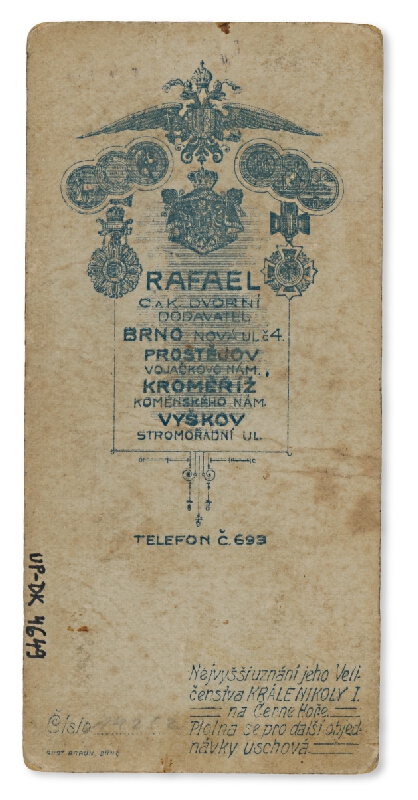 RAFAEL
C. A K. DVORNÍ
DODAVATEL
BRNO NOVÁ UL. č 4.
PROSTĚJOV
VOJÁČKOVO NÁM.
KROMĚŘÍŽ
KOMENSKÉHO NÁM.
VYŠKOV
STROMOŘADNÍ UL.
TELEFON Č. 693
UP-DK 4649
Nejvyšší uznání jeho Veli-
čenstva KRÁLE NIKOLY I.
na Černé Hoře.
Plotna se pro další objed-
návky uschová.
Číslo